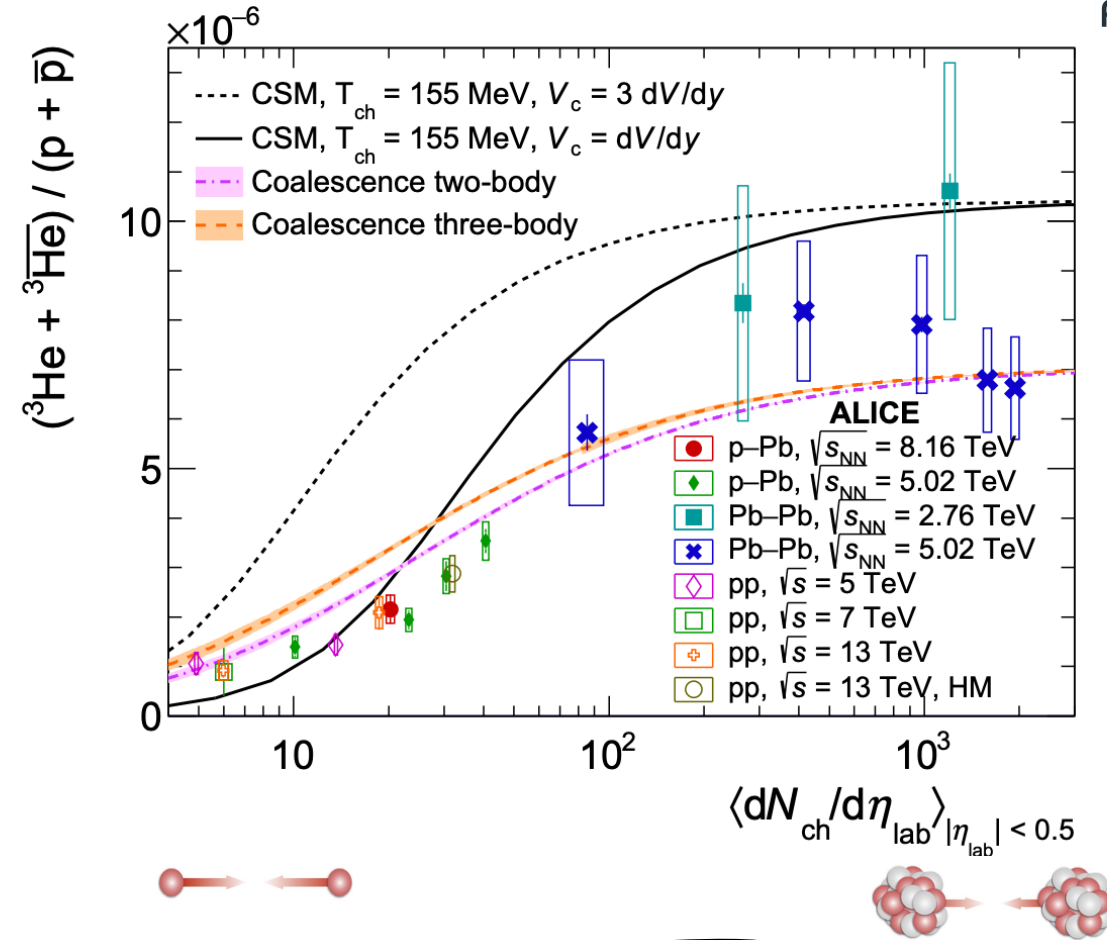 ×10⁻⁶
(³He + ³H̅e̅) / (p + p̅)
CSM, T_ch = 155 MeV, V_c = 3 dV/dy
CSM, T_ch = 155 MeV, V_c = dV/dy
Coalescence two-body
Coalescence three-body
10
5
0
ALICE
p–Pb, √s_NN = 8.16 TeV
p–Pb, √s_NN = 5.02 TeV
Pb–Pb, √s_NN = 2.76 TeV
Pb–Pb, √s_NN = 5.02 TeV
pp, √s = 5 TeV
pp, √s = 7 TeV
pp, √s = 13 TeV
pp, √s = 13 TeV, HM
10 10² 10³
⟨dN_ch/dη_lab⟩_|η_lab| < 0.5